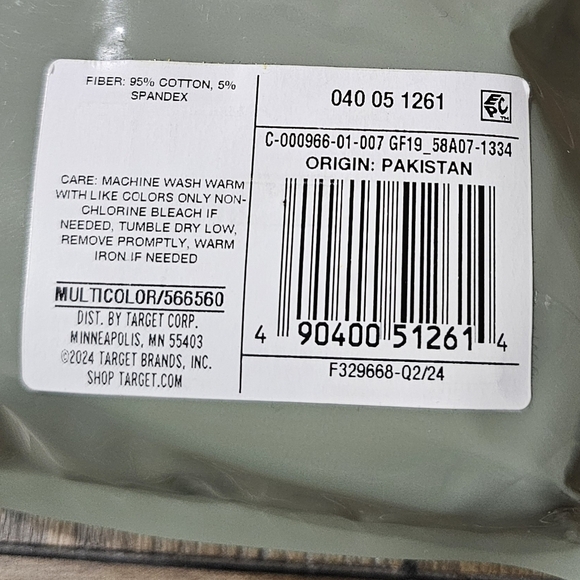 FIBER: 95% COTTON, 5%
SPANDEX
CARE: MACHINE WASH WARM
WITH LIKE COLORS ONLY NON-
CHLORINE BLEACH IF
NEEDED, TUMBLE DRY LOW,
REMOVE PROMPTLY, WARM
IRON IF NEEDED
MULTICOLOR/566560
DIST. BY TARGET CORP.
MINNEAPOLIS, MN 55403
©2024 TARGET BRANDS, INC.
SHOP TARGET.COM
040 05 1261
EPC™
C-000966-01-007 GF19_58A07-1334
ORIGIN: PAKISTAN
4 90400 51261 4
F329668-Q2/24